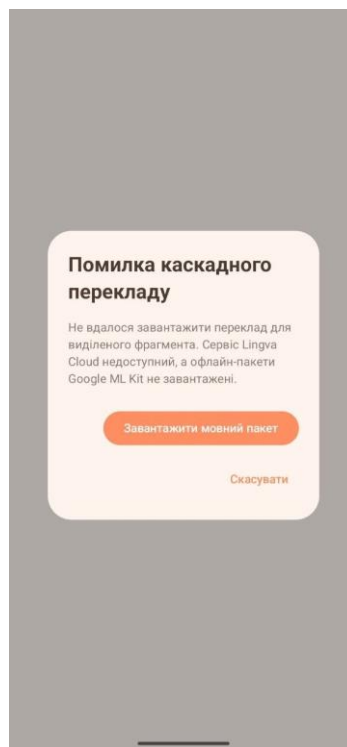 Помилка каскадного
перекладу
Не вдалося завантажити переклад для
виділеного фрагмента. Сервіс Lingva
Cloud недоступний, а офлайн-пакети
Google ML Kit не завантажені.
Завантажити мовний пакет
Скасувати